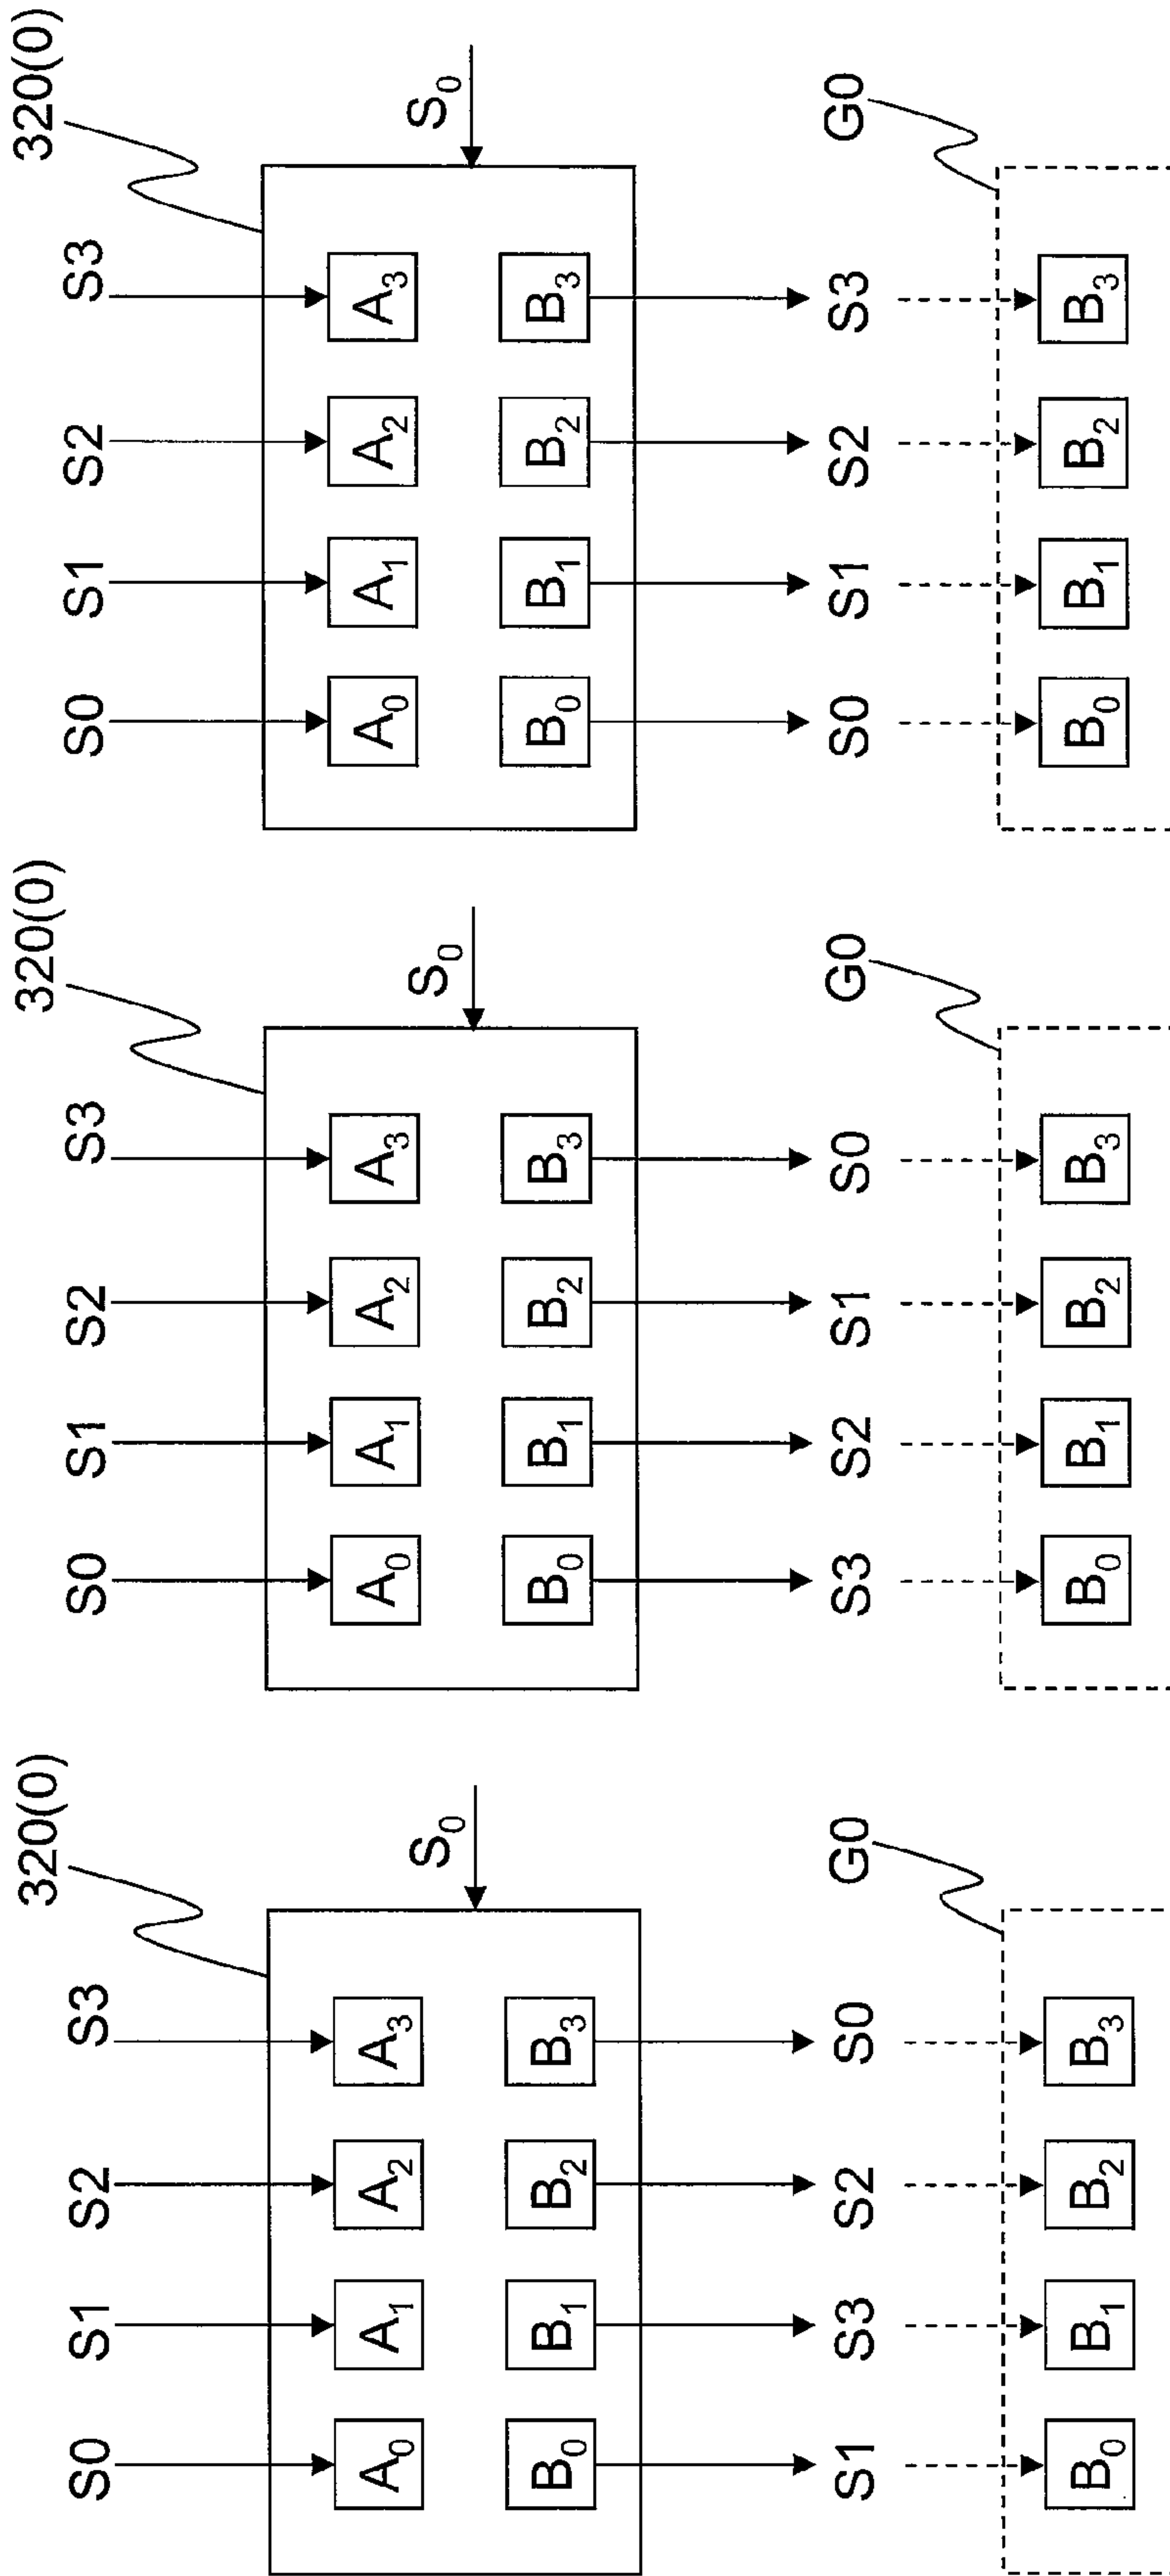 320(0)
S0 S1 S2 S3
A0 A1 A2 A3
S0
B0 B1 B2 B3
S1 S3 S2 S0
G0
B0 B1 B2 B3
320(0)
S0 S1 S2 S3
A0 A1 A2 A3
S0
B0 B1 B2 B3
S3 S2 S1 S0
G0
B0 B1 B2 B3
320(0)
S0 S1 S2 S3
A0 A1 A2 A3
S0
B0 B1 B2 B3
S0 S1 S2 S3
G0
B0 B1 B2 B3